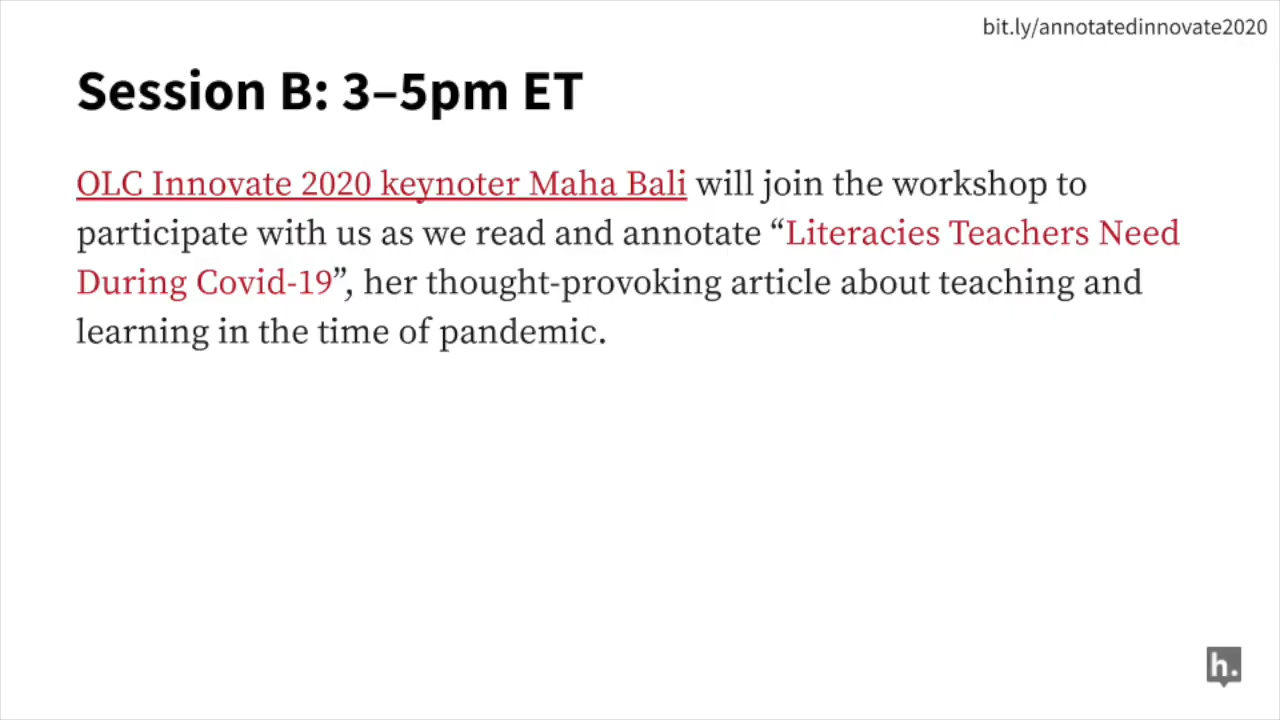 bit.ly/annotatedinnovate2020
Session B: 3–5pm ET
OLC Innovate 2020 keynoter Maha Bali will join the workshop to
participate with us as we read and annotate “Literacies Teachers Need
During Covid-19”, her thought-provoking article about teaching and
learning in the time of pandemic.
h.